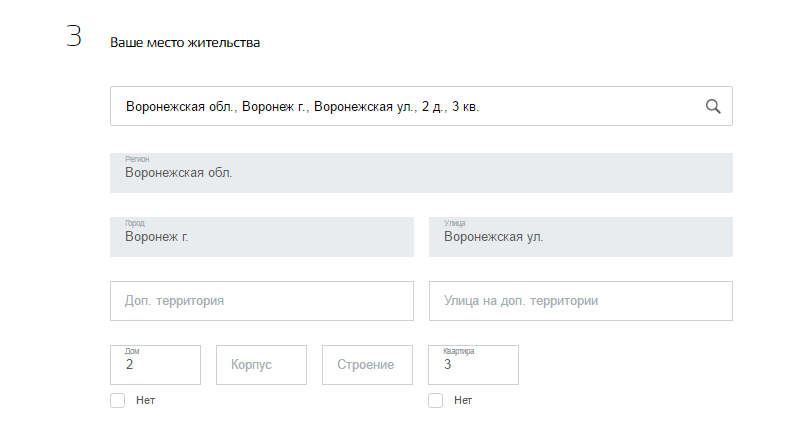 3
Ваше место жительства
Воронежская обл., Воронеж г., Воронежская ул., 2 д., 3 кв.
Регион
Воронежская обл.
Город
Воронеж г.
Улица
Воронежская ул.
Доп. территория
Улица на доп. территории
Дом
2
Корпус
Строение
Квартира
3
Нет
Нет